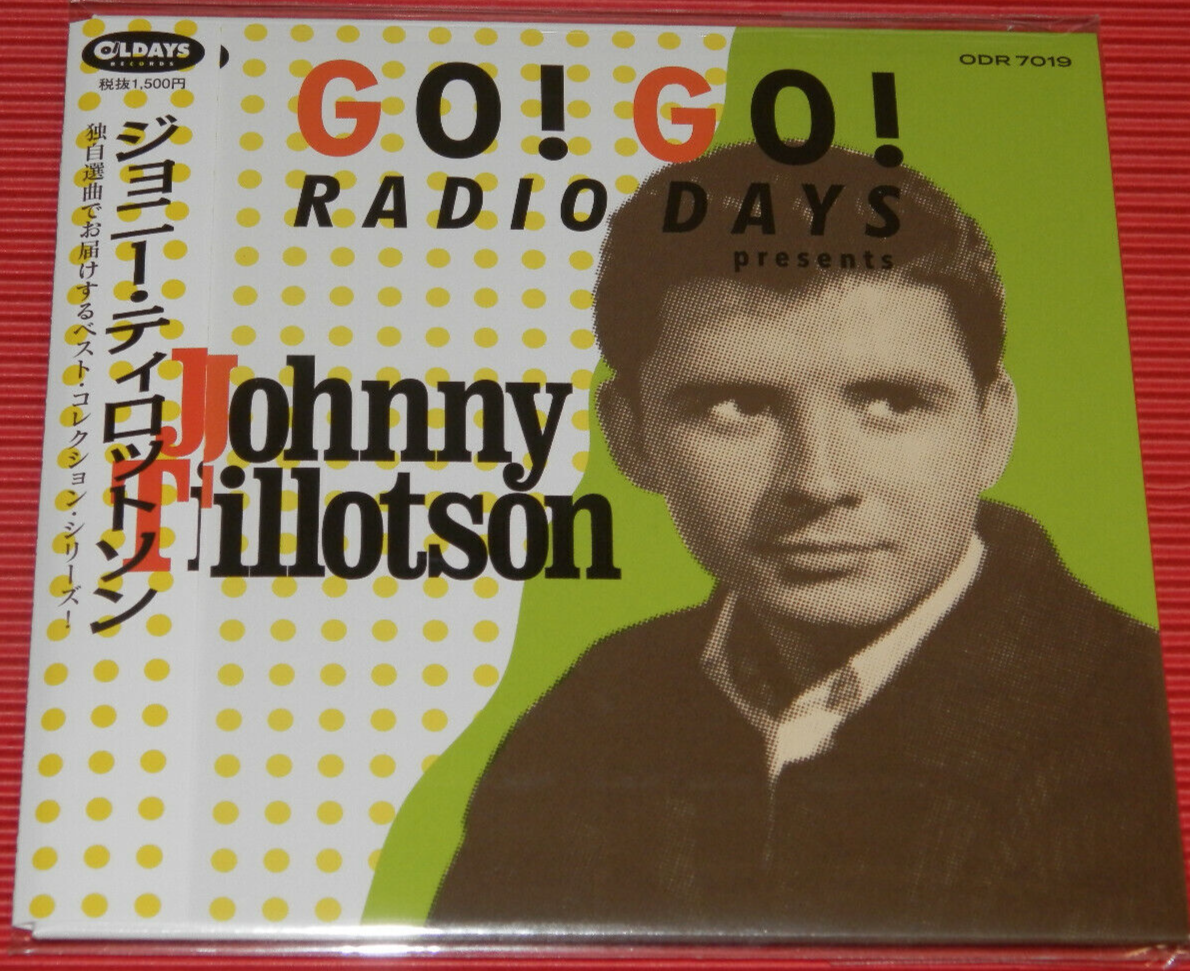 OLDAYS
RECORDS
税抜1,500円
ジョニー・ティロットソン
独自選曲でお届けするベスト・コレクション・シリーズ!
GO! GO!
RADIO DAYS
presents
ODR 7019
Johnny
Tillotson